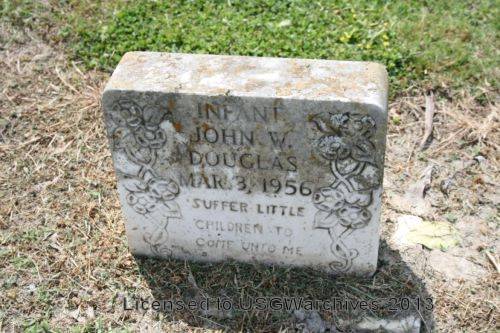 INFANT
JOHN W.
DOUGLAS
MAR. 3, 1956
SUFFER LITTLE
CHILDREN TO
COME UNTO ME
Licensed to USGWarchives 2013